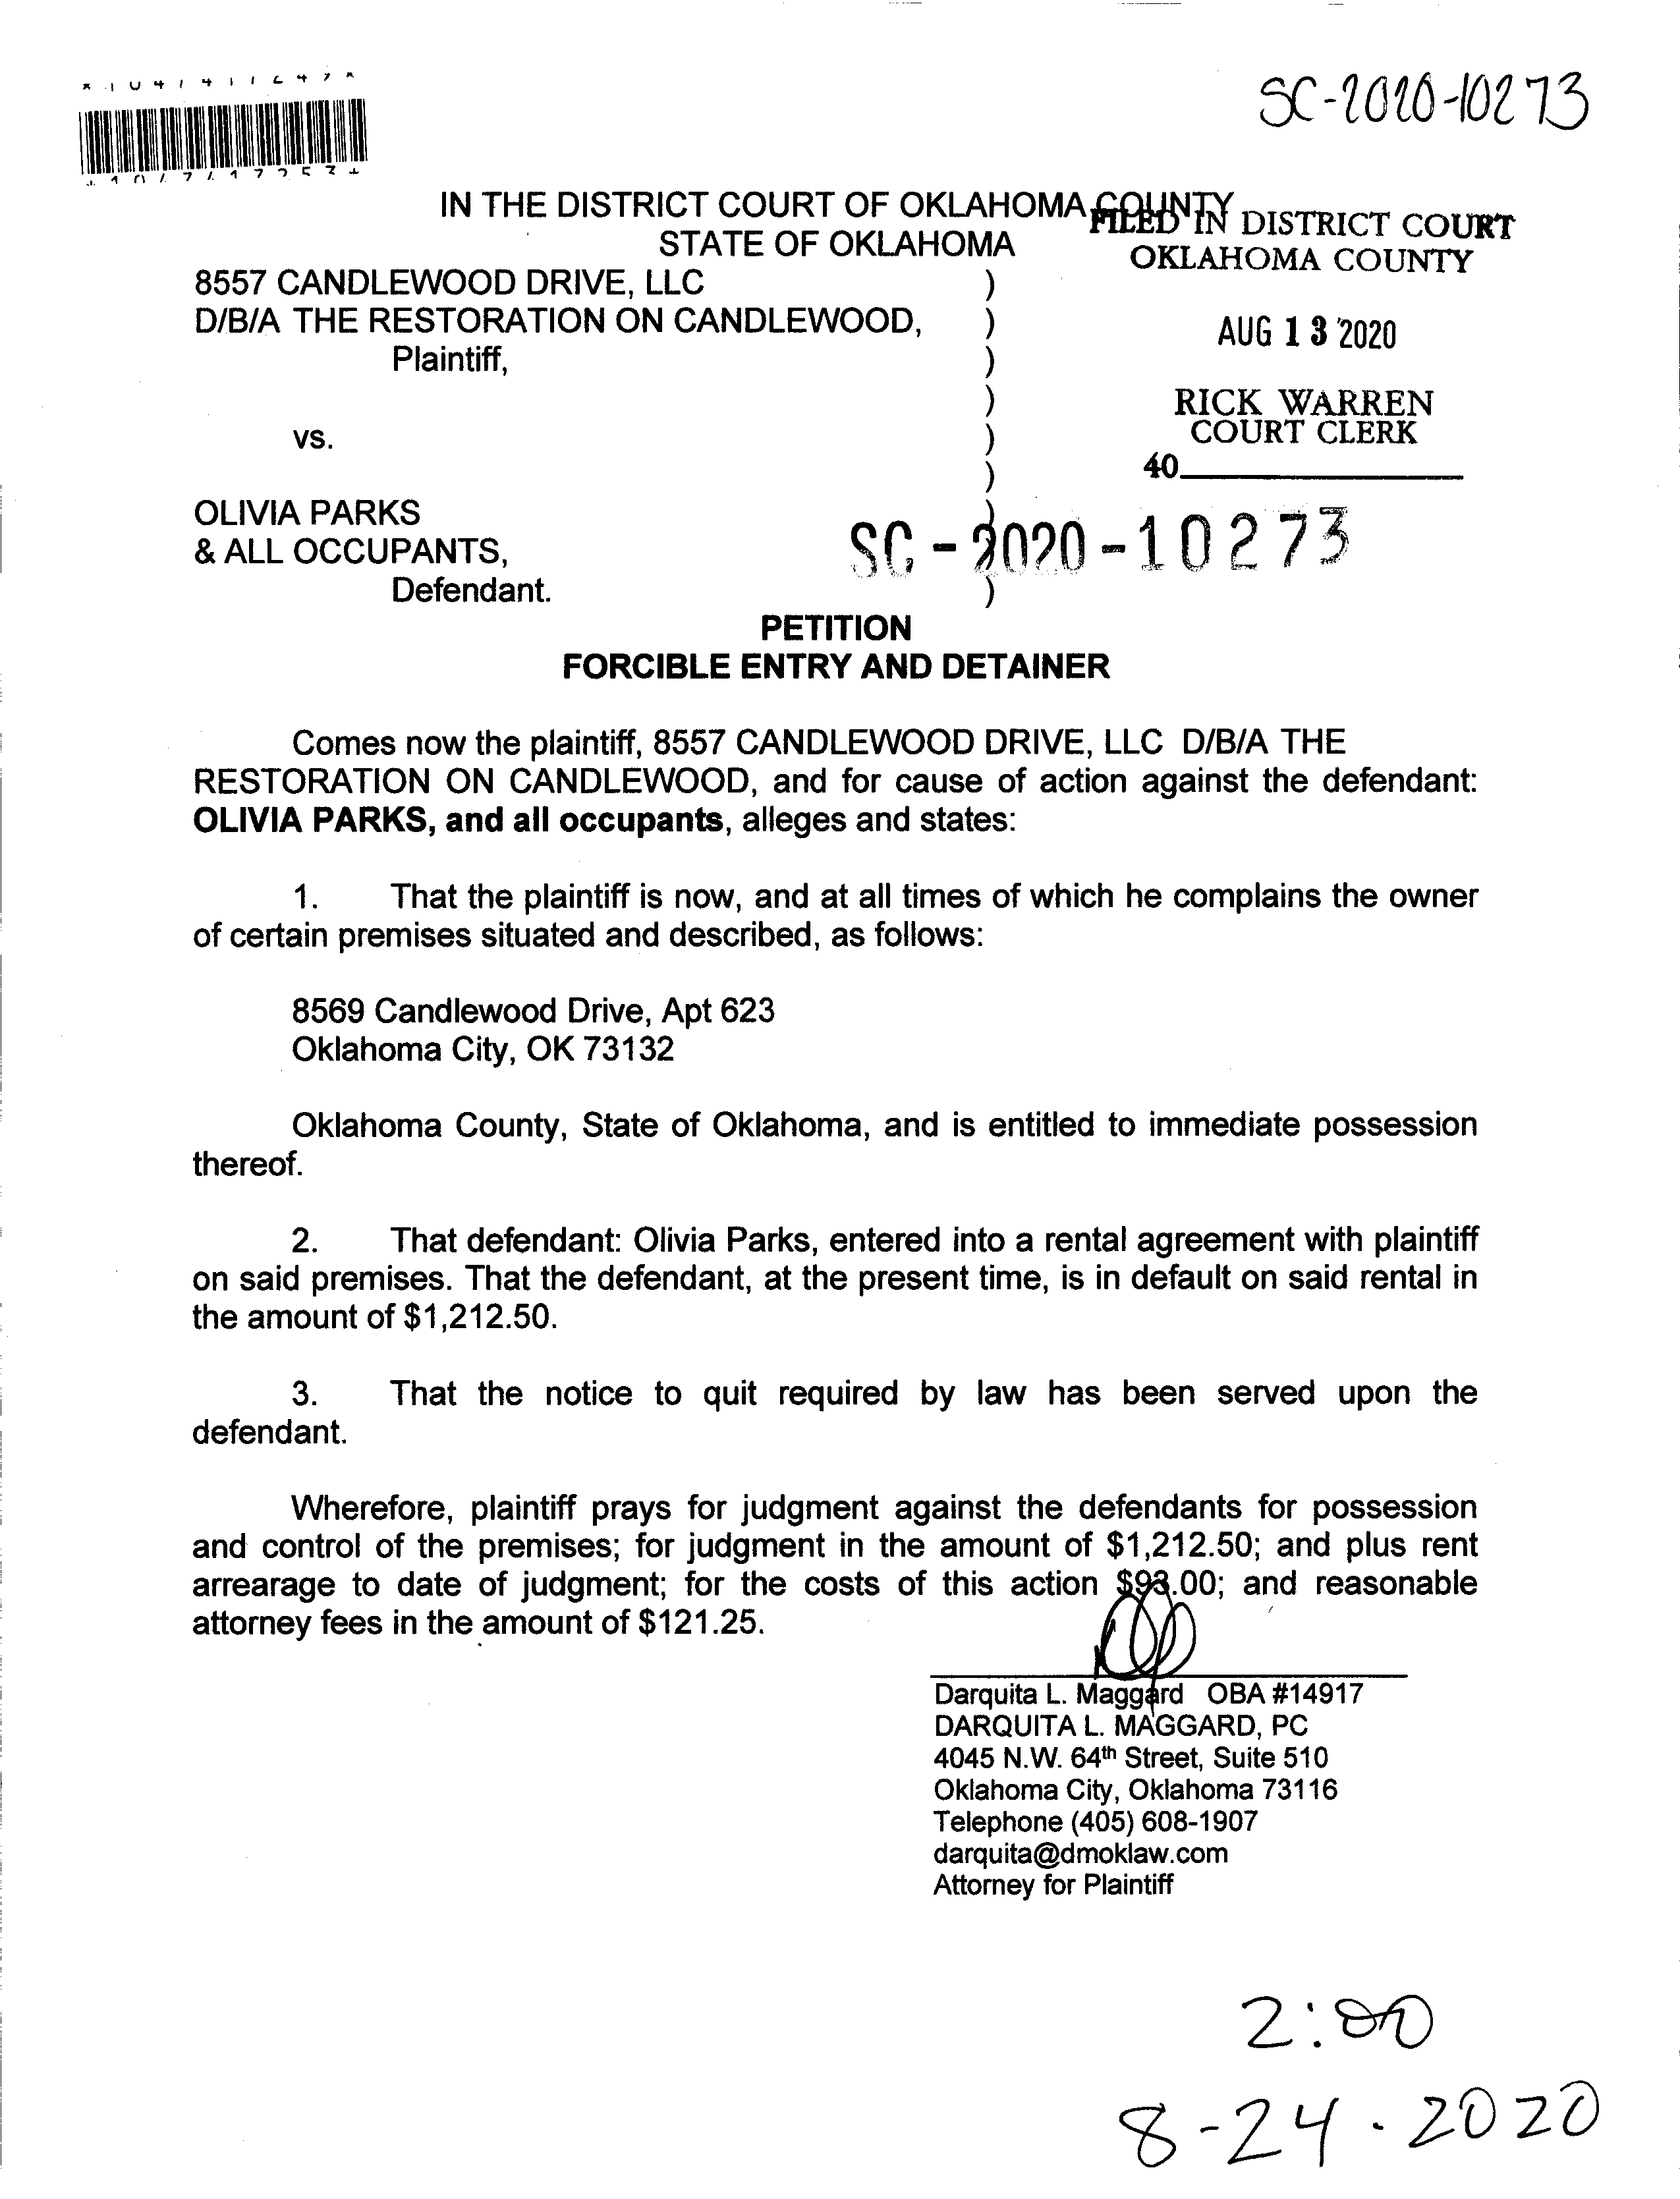 SC-2020-10273
IN THE DISTRICT COURT OF OKLAHOMA COUNTY
STATE OF OKLAHOMA
FILED IN DISTRICT COURT
OKLAHOMA COUNTY
AUG 13 2020
RICK WARREN
COURT CLERK
40
8557 CANDLEWOOD DRIVE, LLC )
D/B/A THE RESTORATION ON CANDLEWOOD, )
Plaintiff, )
)
vs. )
)
OLIVIA PARKS )
& ALL OCCUPANTS,
SC-2020-10273
Defendant. )
PETITION
FORCIBLE ENTRY AND DETAINER
Comes now the plaintiff, 8557 CANDLEWOOD DRIVE, LLC D/B/A THE
RESTORATION ON CANDLEWOOD, and for cause of action against the defendant:
OLIVIA PARKS, and all occupants, alleges and states:
1. That the plaintiff is now, and at all times of which he complains the owner
of certain premises situated and described, as follows:
8569 Candlewood Drive, Apt 623
Oklahoma City, OK 73132
Oklahoma County, State of Oklahoma, and is entitled to immediate possession
thereof.
2. That defendant: Olivia Parks, entered into a rental agreement with plaintiff
on said premises. That the defendant, at the present time, is in default on said rental in
the amount of $1,212.50.
3. That the notice to quit required by law has been served upon the
defendant.
Wherefore, plaintiff prays for judgment against the defendants for possession
and control of the premises; for judgment in the amount of $1,212.50; and plus rent
arrearage to date of judgment; for the costs of this action $93.00; and reasonable
attorney fees in the amount of $121.25.
Darquita L. Maggard OBA #14917
DARQUITA L. MAGGARD, PC
4045 N.W. 64th Street, Suite 510
Oklahoma City, Oklahoma 73116
Telephone (405) 608-1907
darquita@dmoklaw.com
Attorney for Plaintiff
2:00
8-24-2020